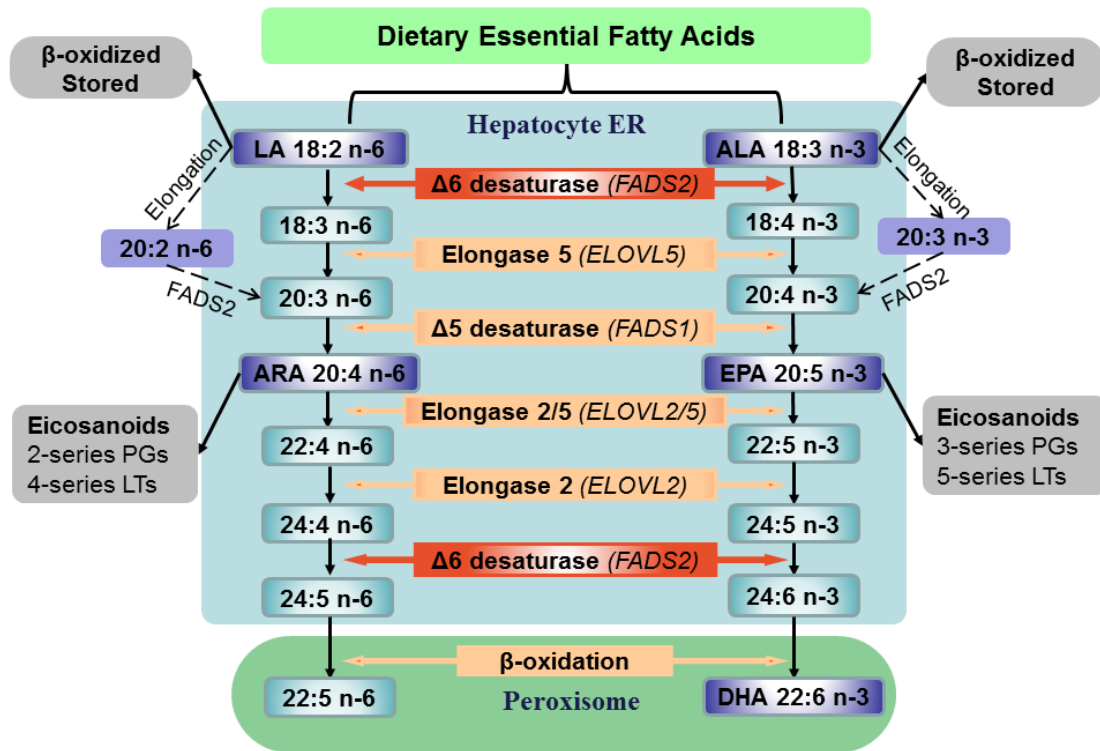 Dietary Essential Fatty Acids
β-oxidized
Stored
β-oxidized
Stored
Hepatocyte ER
LA 18:2 n-6
ALA 18:3 n-3
Elongation
Elongation
Δ6 desaturase (FADS2)
18:3 n-6
18:4 n-3
20:2 n-6
20:3 n-3
Elongase 5 (ELOVL5)
FADS2
FADS2
20:3 n-6
20:4 n-3
Δ5 desaturase (FADS1)
ARA 20:4 n-6
EPA 20:5 n-3
Elongase 2/5 (ELOVL2/5)
Eicosanoids
2-series PGs
4-series LTs
Eicosanoids
3-series PGs
5-series LTs
22:4 n-6
22:5 n-3
Elongase 2 (ELOVL2)
24:4 n-6
24:5 n-3
Δ6 desaturase (FADS2)
24:5 n-6
24:6 n-3
β-oxidation
22:5 n-6
Peroxisome
DHA 22:6 n-3